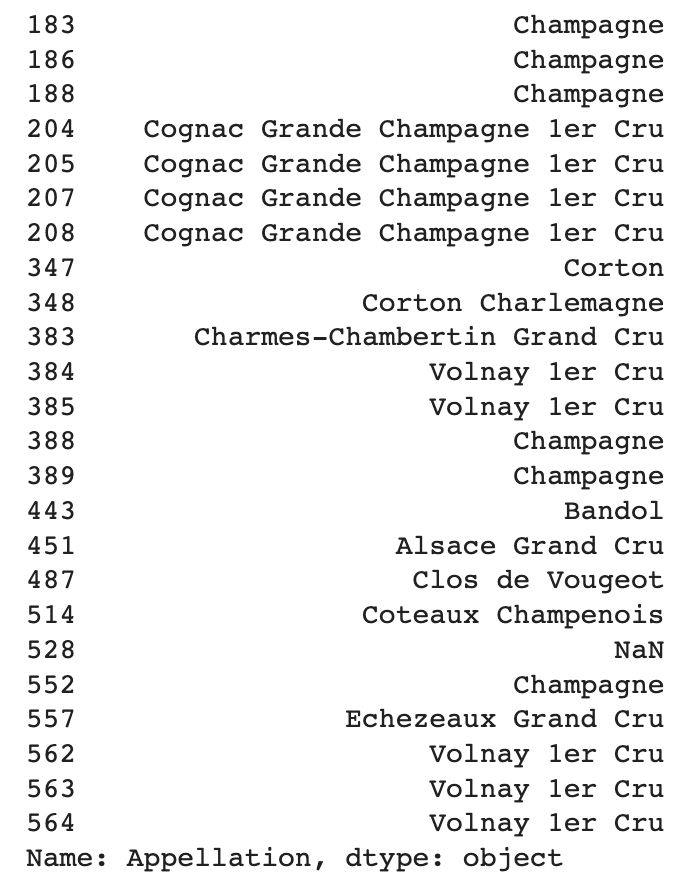 183 Champagne
186 Champagne
188 Champagne
204 Cognac Grande Champagne 1er Cru
205 Cognac Grande Champagne 1er Cru
207 Cognac Grande Champagne 1er Cru
208 Cognac Grande Champagne 1er Cru
347 Corton
348 Corton Charlemagne
383 Charmes-Chambertin Grand Cru
384 Volnay 1er Cru
385 Volnay 1er Cru
388 Champagne
389 Champagne
443 Bandol
451 Alsace Grand Cru
487 Clos de Vougeot
514 Coteaux Champenois
528 NaN
552 Champagne
557 Echezeaux Grand Cru
562 Volnay 1er Cru
563 Volnay 1er Cru
564 Volnay 1er Cru
Name: Appellation, dtype: object